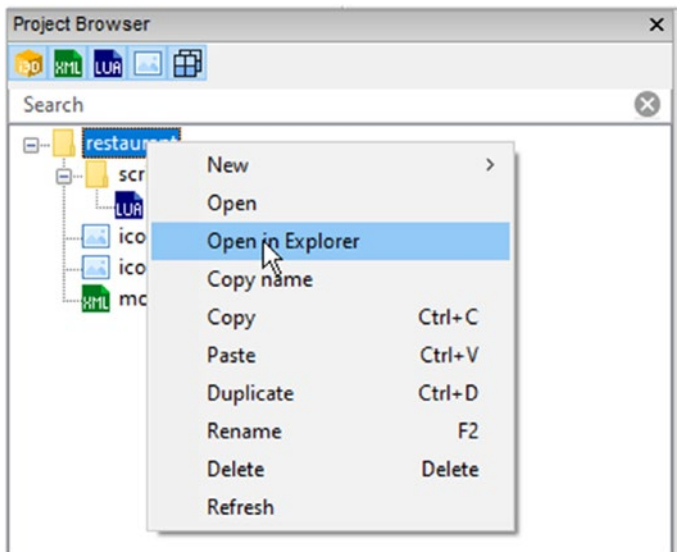 Project Browser
i3D XML LUA
Search
restaurant
New
scr
Open
LUA
ico
Open in Explorer
ico
Copy name
XML mo
Copy Ctrl+C
Paste Ctrl+V
Duplicate Ctrl+D
Rename F2
Delete Delete
Refresh